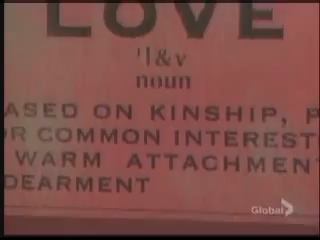 LOVE
'l&v
noun
ASED ON KINSHIP, P
OR COMMON INTEREST
WARM ATTACHMENT
DEARMENT
Global